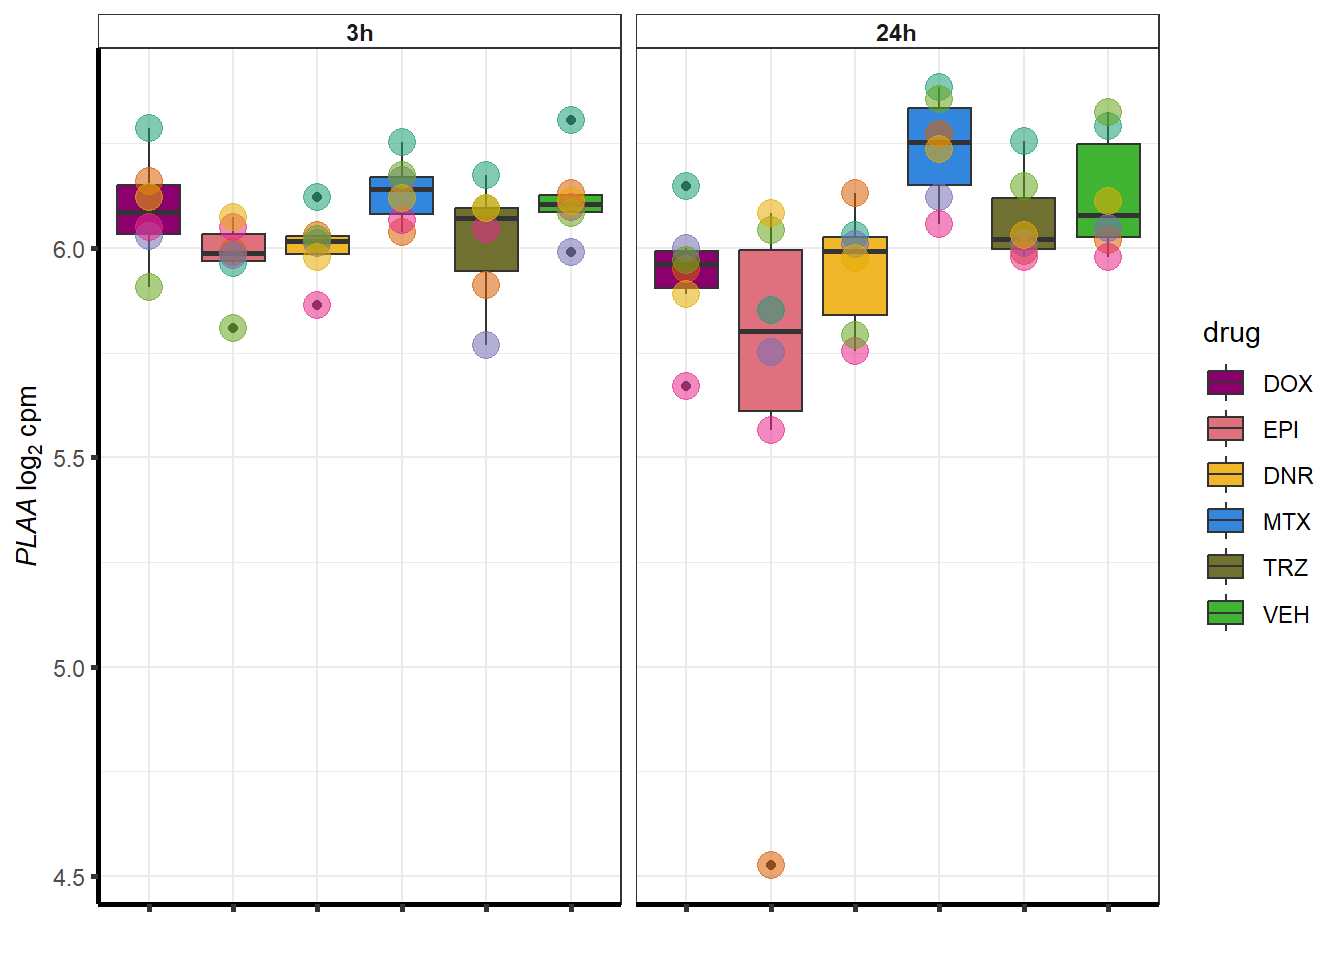 3h
24h
6.0
5.5
5.0
4.5
PLAA log₂ cpm
drug
DOX
EPI
DNR
MTX
TRZ
VEH